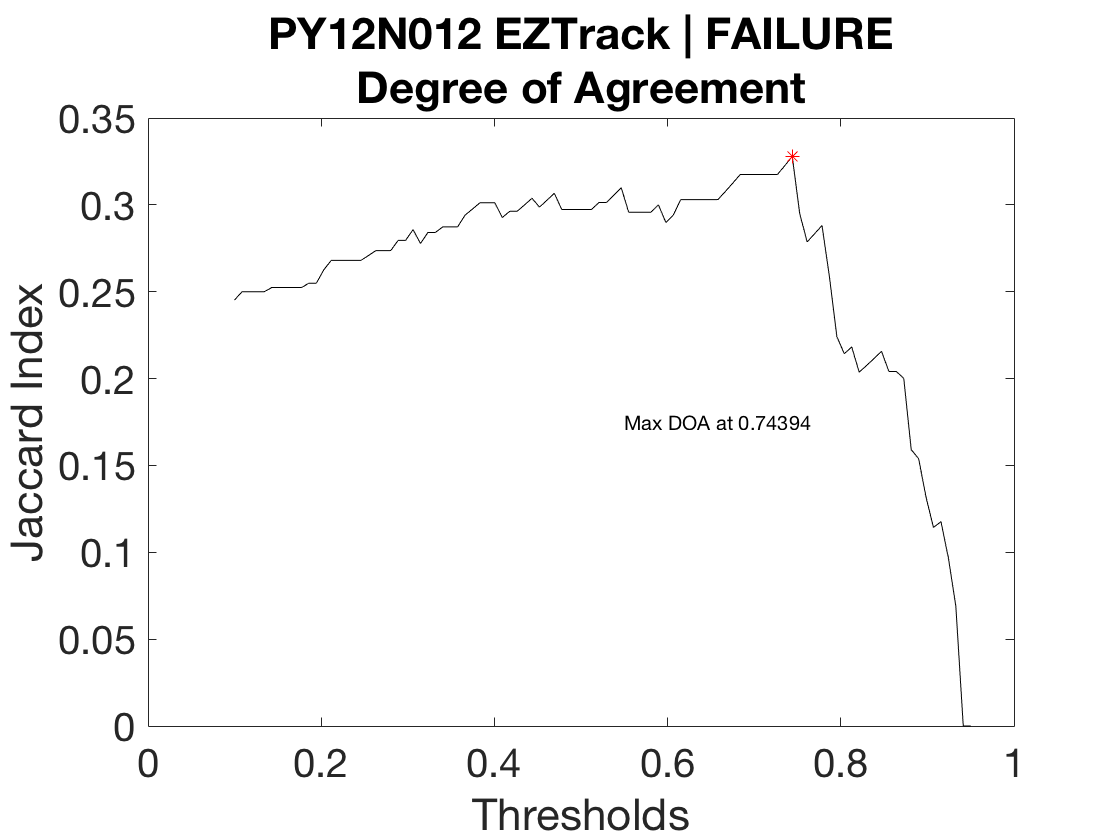 PY12N012 EZTrack | FAILURE
Degree of Agreement
0.35
0.3
0.25
0.2
0.15
0.1
0.05
0
Jaccard Index
Max DOA at 0.74394
0 0.2 0.4 0.6 0.8 1
Thresholds